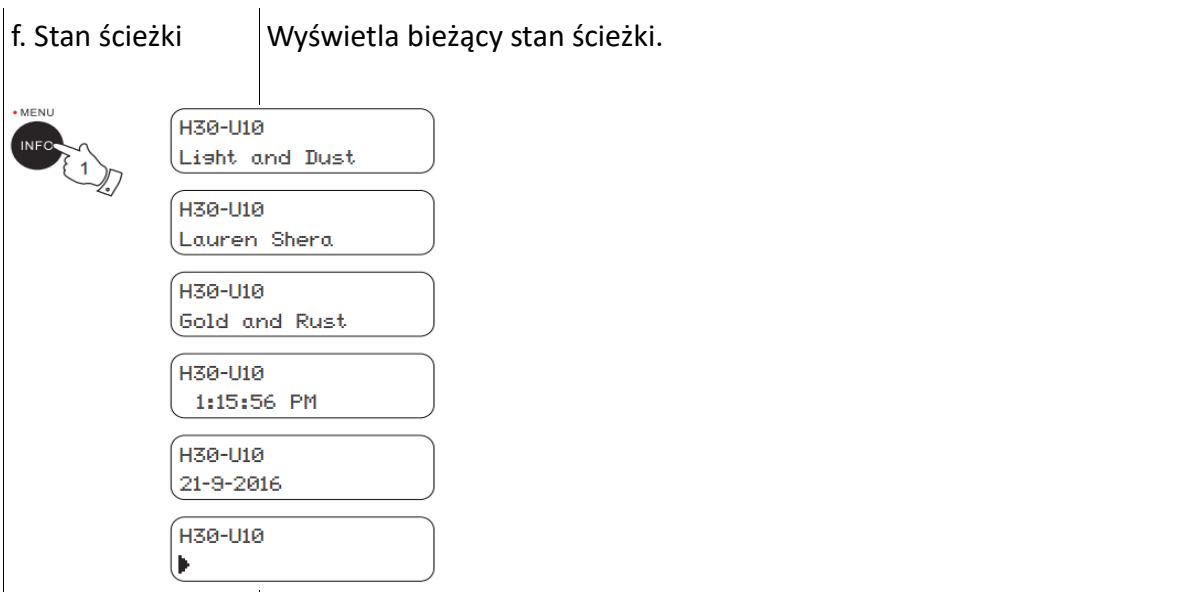 f. Stan ścieżki Wyświetla bieżący stan ścieżki.
• MENU
INFO
1
H30-U10
Light and Dust
H30-U10
Lauren Shera
H30-U10
Gold and Rust
H30-U10
1:15:56 PM
H30-U10
21-9-2016
H30-U10